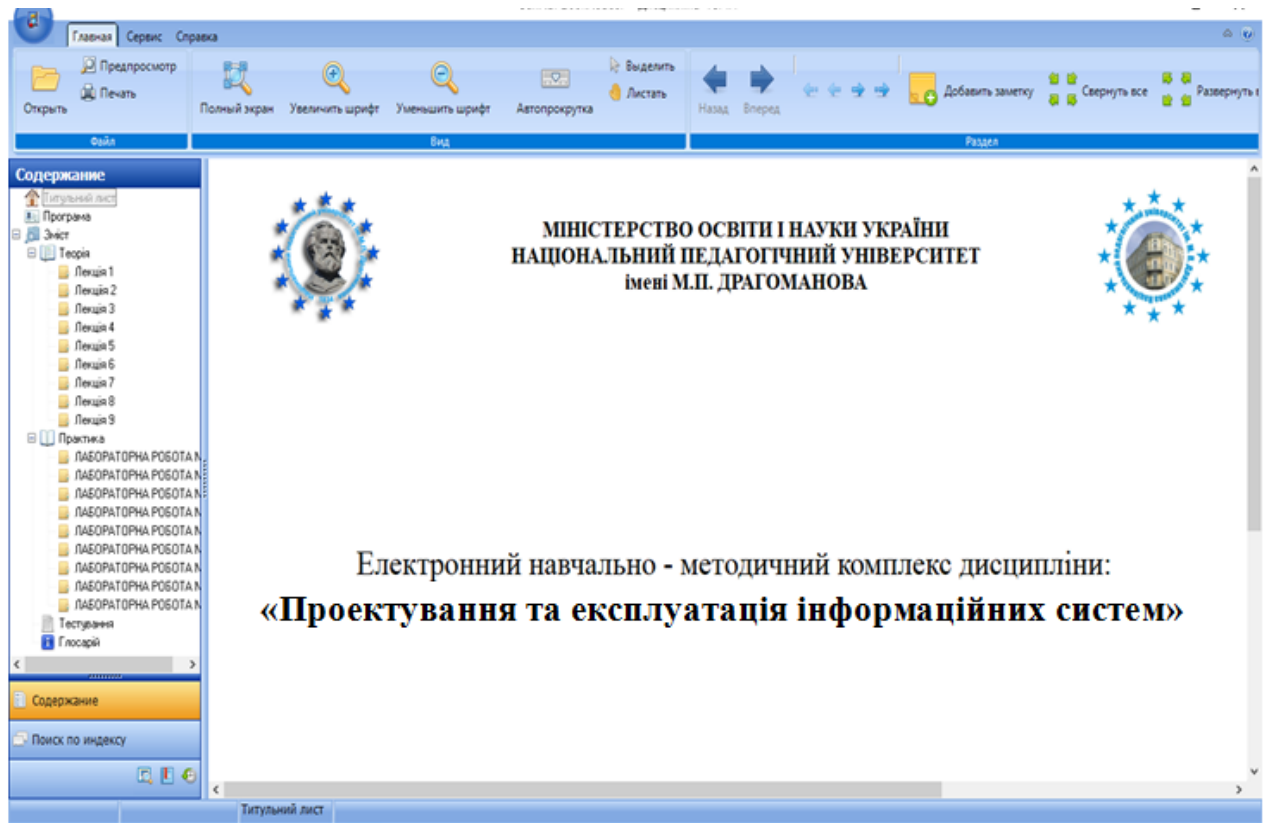 Главная Сервис Справка
Открыть
Предпросмотр
Печать
Полный экран
Увеличить шрифт
Уменьшить шрифт
Автопрокрутка
Выделить
Листать
Назад
Вперед
Добавить заметку
Свернуть все
Развернуть
Файл
Вид
Раздел
Содержание
Титульний лист
Програма
Зміст
Теорія
Лекція 1
Лекція 2
Лекція 3
Лекція 4
Лекція 5
Лекція 6
Лекція 7
Лекція 8
Лекція 9
Практика
ЛАБОРАТОРНА РОБОТА
ЛАБОРАТОРНА РОБОТА
ЛАБОРАТОРНА РОБОТА
ЛАБОРАТОРНА РОБОТА
ЛАБОРАТОРНА РОБОТА
ЛАБОРАТОРНА РОБОТА
ЛАБОРАТОРНА РОБОТА
ЛАБОРАТОРНА РОБОТА
ЛАБОРАТОРНА РОБОТА
Тестування
Глосарій
Содержание
Поиск по индексу
МІНІСТЕРСТВО ОСВІТИ І НАУКИ УКРАЇНИ
НАЦІОНАЛЬНИЙ ПЕДАГОГІЧНИЙ УНІВЕРСИТЕТ
імені М.П. ДРАГОМАНОВА
Електронний навчально - методичний комплекс дисципліни:
«Проектування та експлуатація інформаційних систем»
Титульний лист